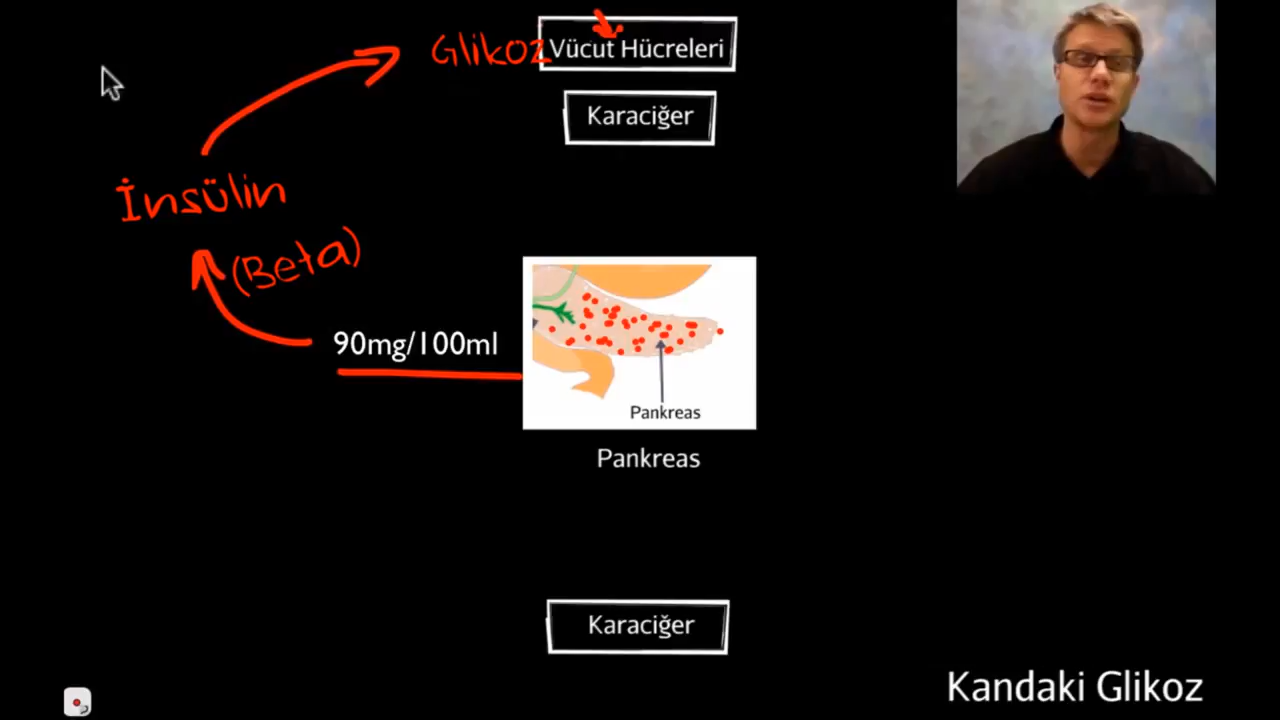 Glikoz Vücut Hücreleri
Karaciğer
İnsülin
(Beta)
90mg/100ml
Pankreas
Pankreas
Karaciğer
Kandaki Glikoz